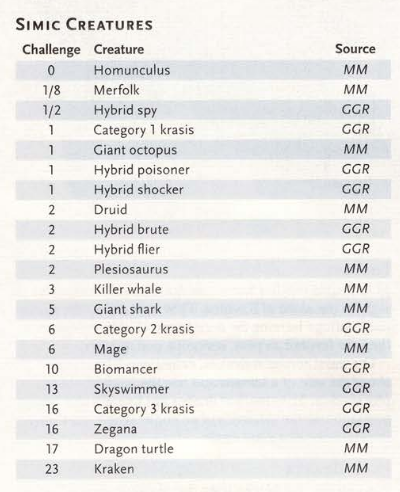 SIMIC CREATURES
Challenge Creature Source
0 Homunculus MM
1/8 Merfolk MM
1/2 Hybrid spy GGR
1 Category 1 krasis GGR
1 Giant octopus MM
1 Hybrid poisoner GGR
1 Hybrid shocker GGR
2 Druid MM
2 Hybrid brute GGR
2 Hybrid flier GGR
2 Plesiosaurus MM
3 Killer whale MM
5 Giant shark MM
6 Category 2 krasis GGR
6 Mage MM
10 Biomancer GGR
13 Skyswimmer GGR
16 Category 3 krasis GGR
16 Zegana GGR
17 Dragon turtle MM
23 Kraken MM